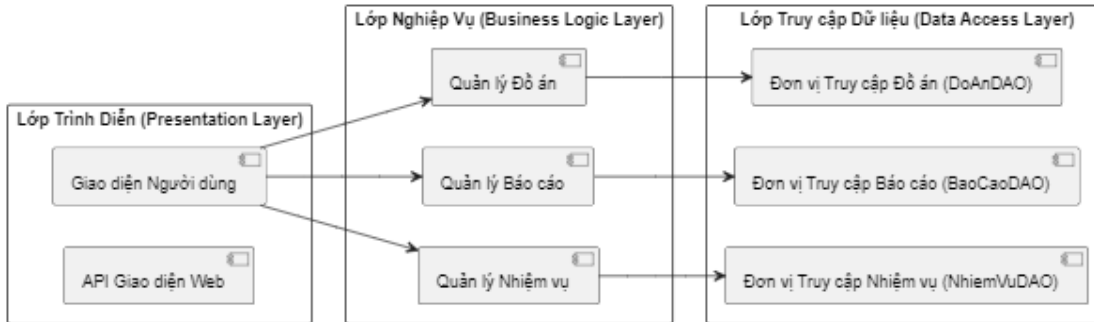 Lớp Trình Diễn (Presentation Layer)
Giao diện Người dùng
API Giao diện Web
Lớp Nghiệp Vụ (Business Logic Layer)
Quản lý Đồ án
Quản lý Báo cáo
Quản lý Nhiệm vụ
Lớp Truy cập Dữ liệu (Data Access Layer)
Đơn vị Truy cập Đồ án (DoAnDAO)
Đơn vị Truy cập Báo cáo (BaoCaoDAO)
Đơn vị Truy cập Nhiệm vụ (NhiemVuDAO)